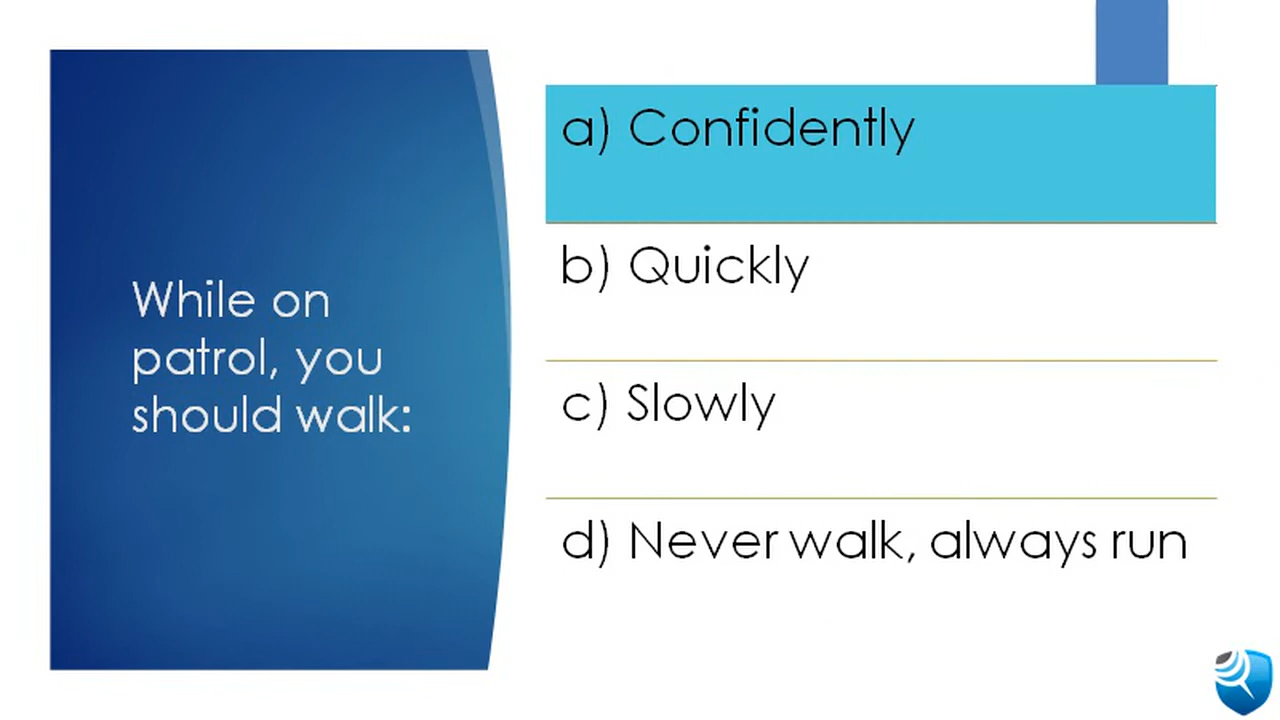 While on
patrol, you
should walk:
a) Confidently
b) Quickly
c) Slowly
d) Never walk, always run